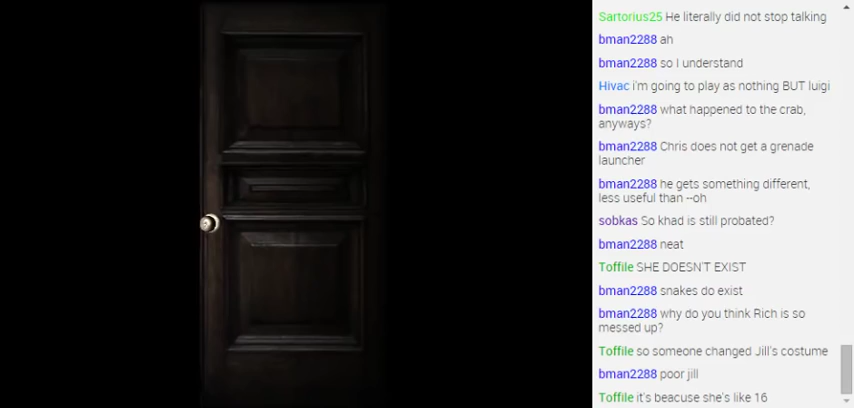 Sartorius25 He literally did not stop talking
bman2288 ah
bman2288 so I understand
Hivac i'm going to play as nothing BUT luigi
bman2288 what happened to the crab,
anyways?
bman2288 Chris does not get a grenade
launcher
bman2288 he gets something different,
less useful than --oh
sobkas So khad is still probated?
bman2288 neat
Toffile SHE DOESN'T EXIST
bman2288 snakes do exist
bman2288 why do you think Rich is so
messed up?
Toffile so someone changed Jill's costume
bman2288 poor jill
Toffile it's beacuse she's like 16